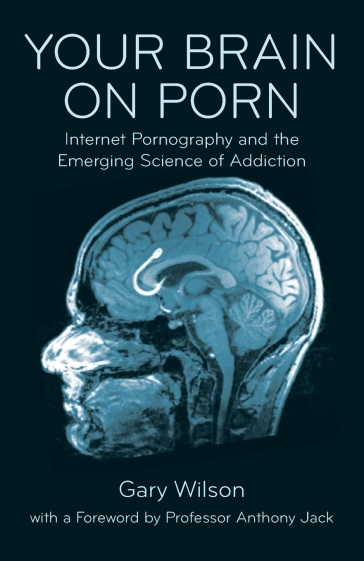 YOUR BRAIN
ON PORN
Internet Pornography and the
Emerging Science of Addiction
Gary Wilson
with a Foreword by Professor Anthony Jack